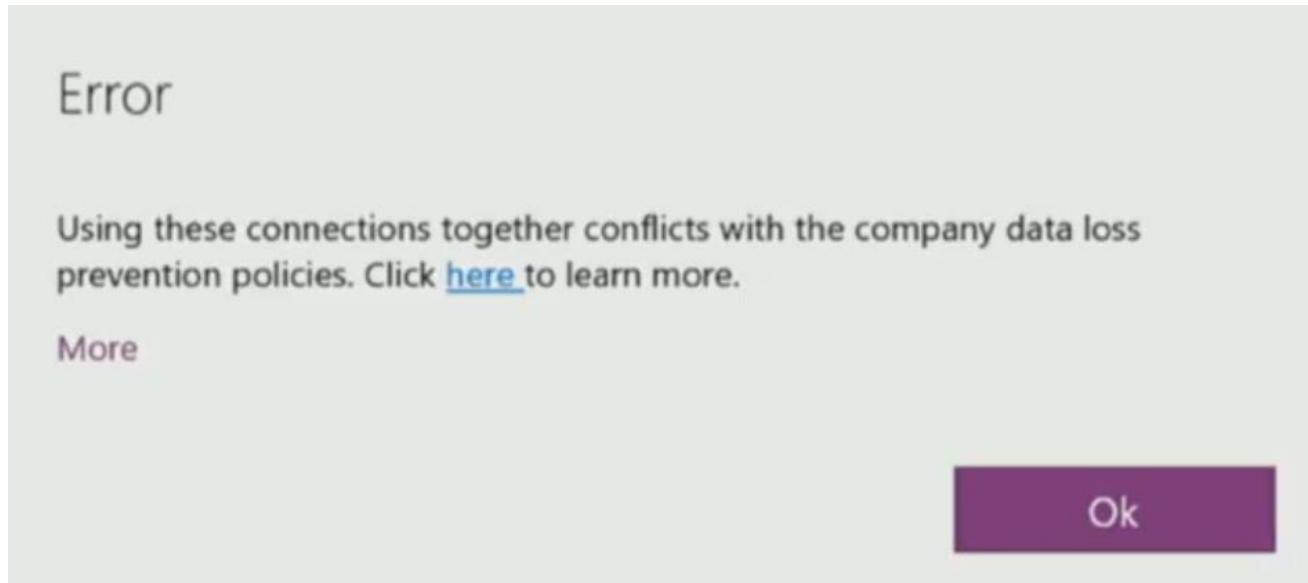 Error
Using these connections together conflicts with the company data loss
prevention policies. Click here to learn more.
More
Ok